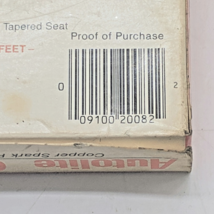 Tapered Seat
Proof of Purchase
FEET-
0 2
09100 20082
Copper Spark
Autolite